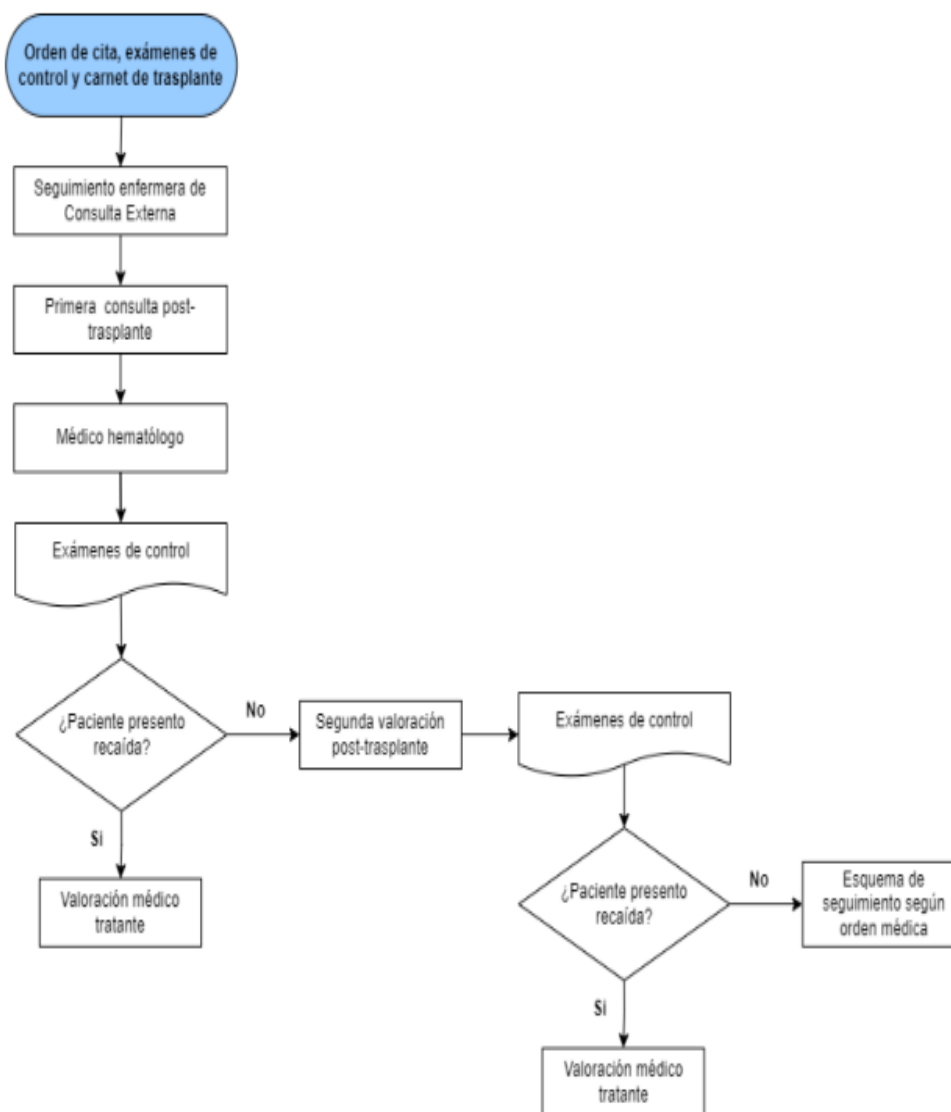 Orden de cita, exámenes de
control y carnet de trasplante
Seguimiento enfermera de
Consulta Externa
Primera consulta post-
trasplante
Médico hematólogo
Exámenes de control
¿Paciente presento
recaída?
No
Segunda valoración
post-trasplante
Exámenes de control
Si
Valoración médico
tratante
¿Paciente presento
recaída?
No
Esquema de
seguimiento según
orden médica
Si
Valoración médico
tratante